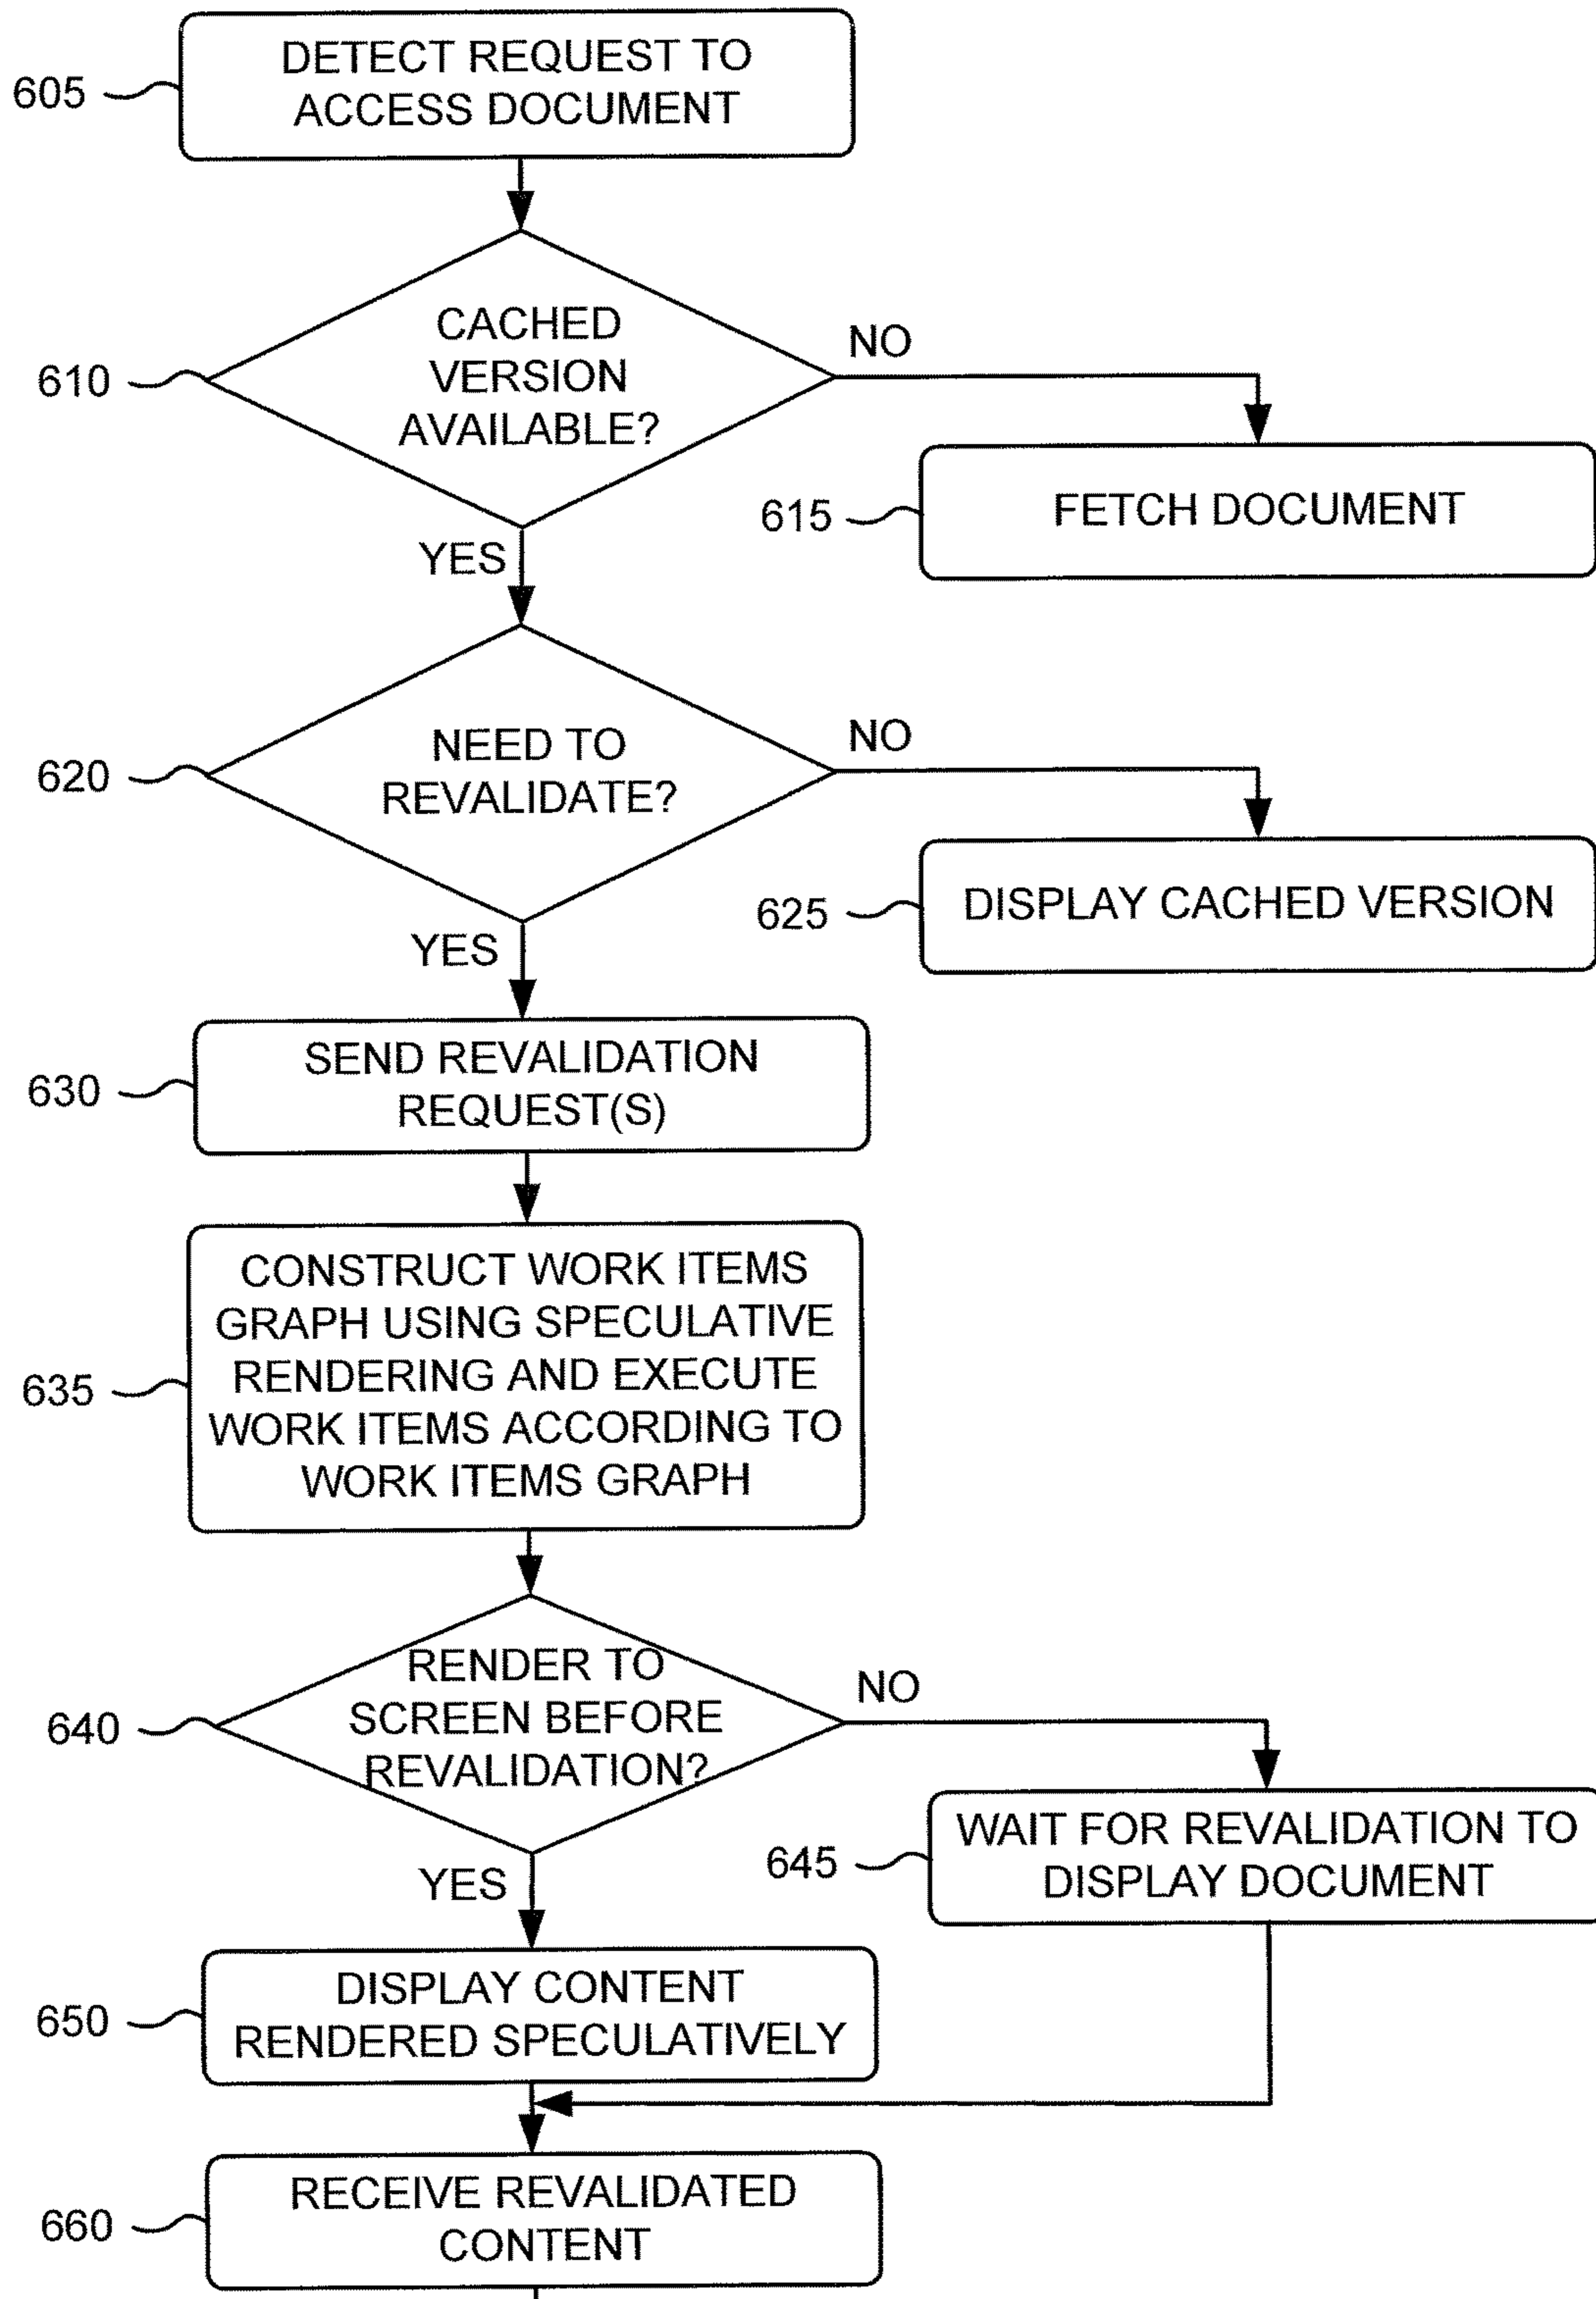 605
DETECT REQUEST TO
ACCESS DOCUMENT
610
CACHED
VERSION
AVAILABLE?
NO
615
FETCH DOCUMENT
YES
620
NEED TO
REVALIDATE?
NO
625
DISPLAY CACHED VERSION
YES
630
SEND REVALIDATION
REQUEST(S)
635
CONSTRUCT WORK ITEMS
GRAPH USING SPECULATIVE
RENDERING AND EXECUTE
WORK ITEMS ACCORDING TO
WORK ITEMS GRAPH
640
RENDER TO
SCREEN BEFORE
REVALIDATION?
NO
645
WAIT FOR REVALIDATION TO
DISPLAY DOCUMENT
YES
650
DISPLAY CONTENT
RENDERED SPECULATIVELY
660
RECEIVE REVALIDATED
CONTENT